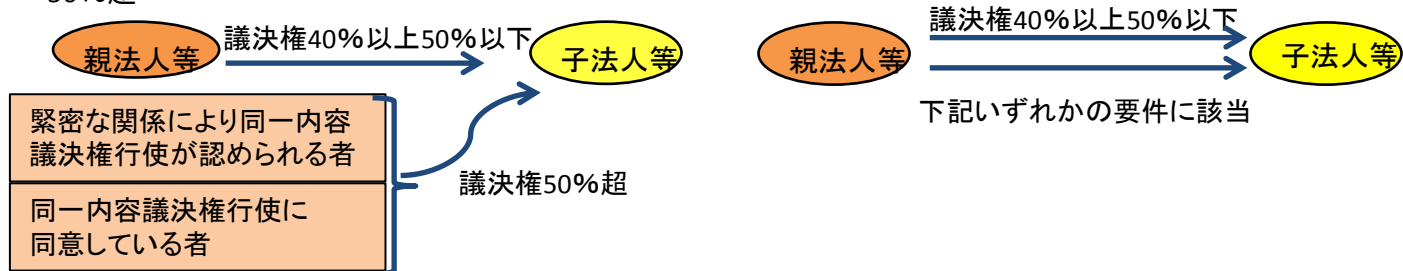 親法人等
議決権40%以上50%以下
子法人等
緊密な関係により同一内容
議決権行使が認められる者
同一内容議決権行使に
同意している者
議決権50%超
親法人等
議決権40%以上50%以下
子法人等
下記いずれかの要件に該当